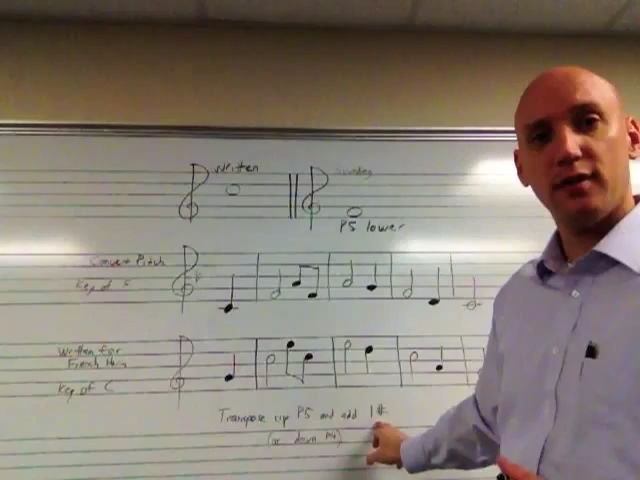 Written
Sounding
P5 lower
Concert Pitch
Key of F
Written for
French Horn
Key of C
Transpose up P5 and add 1#
(or down P4)